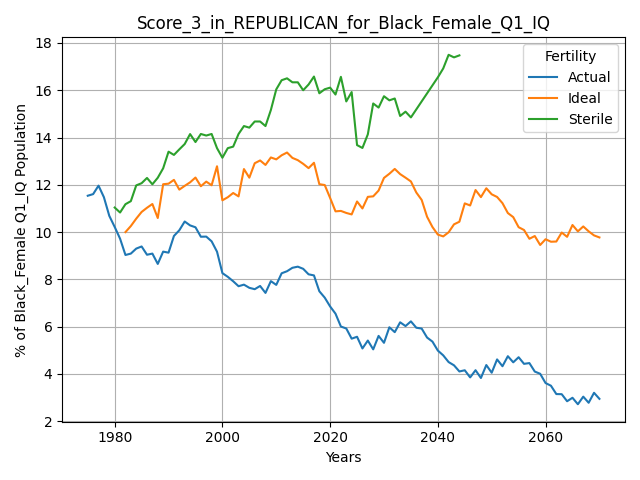 Score_3_in_REPUBLICAN_for_Black_Female_Q1_IQ
% of Black_Female Q1_IQ Population
18
16
14
12
10
8
6
4
2
Fertility
Actual
Ideal
Sterile
1980
2000
2020
2040
2060
Years